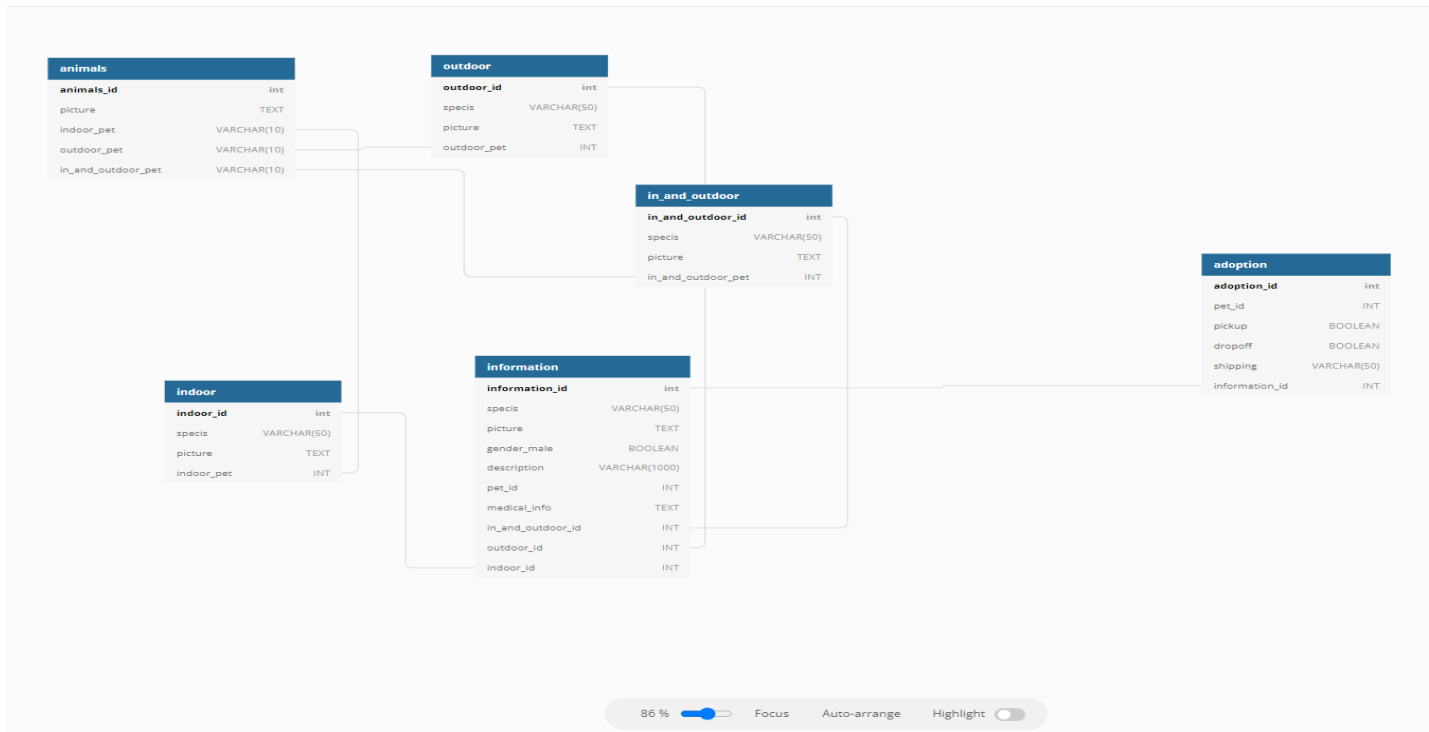 animals
animals_id int
picture TEXT
indoor_pet VARCHAR(10)
outdoor_pet VARCHAR(10)
in_and_outdoor_pet VARCHAR(10)
outdoor
outdoor_id int
specis VARCHAR(50)
picture TEXT
outdoor_pet INT
in_and_outdoor
in_and_outdoor_id int
specis VARCHAR(50)
picture TEXT
in_and_outdoor_pet INT
adoption
adoption_id int
pet_id INT
pickup BOOLEAN
dropoff BOOLEAN
shipping VARCHAR(50)
information_id INT
information
information_id int
specis VARCHAR(50)
picture TEXT
gender_male BOOLEAN
description VARCHAR(1000)
pet_id INT
medical_info TEXT
in_and_outdoor_id INT
outdoor_id INT
indoor_id INT
indoor
indoor_id int
specis VARCHAR(50)
picture TEXT
indoor_pet INT
86 % Focus Auto-arrange Highlight